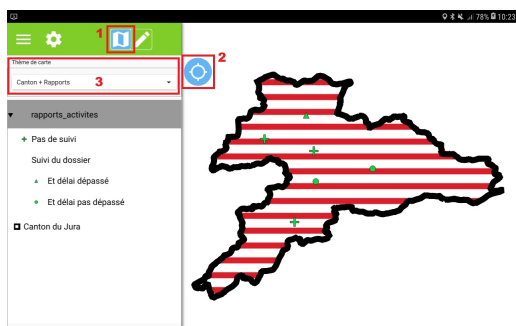 78% 10:23
1
2
Thème de carte
Canton + Rapports
3
rapports_activites
Pas de suivi
Suivi du dossier
Et délai dépassé
Et délai pas dépassé
Canton du Jura